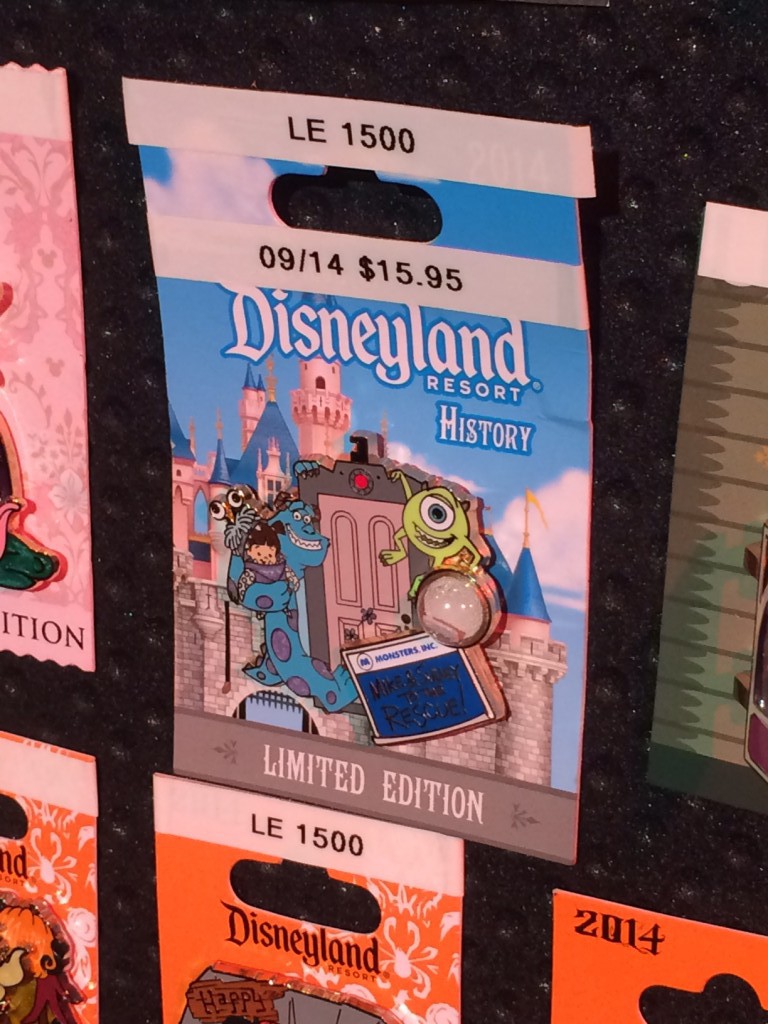 LE 1500
2014
09/14 $15.95
Disneyland
RESORT
HISTORY
MONSTERS, INC.
MIKE & SULLEY
TO THE
RESCUE!
ITION
LIMITED EDITION
LE 1500
nd
Disneyland
RESORT
Happy
2014